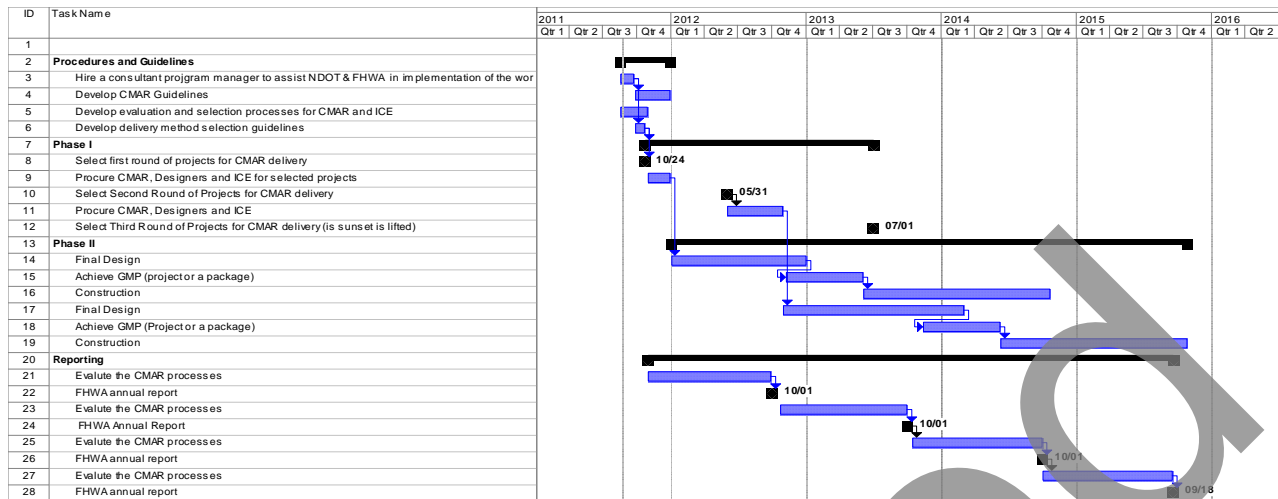 ID Task Name 2011 2012 2013 2014 2015 2016
Qtr 1 Qtr 2 Qtr 3 Qtr 4 Qtr 1 Qtr 2 Qtr 3 Qtr 4 Qtr 1 Qtr 2 Qtr 3 Qtr 4 Qtr 1 Qtr 2 Qtr 3 Qtr 4 Qtr 1 Qtr 2 Qtr 3 Qtr 4 Qtr 1 Qtr 2
1
2 Procedures and Guidelines
3 Hire a consultant projgram manager to assist NDOT & FHWA in implementation of the wor
4 Develop CMAR Guidelines
5 Develop evaluation and selection processes for CMAR and ICE
6 Develop delivery method selection guidelines
7 Phase I
8 Select first round of projects for CMAR delivery 10/24
9 Procure CMAR, Designers and ICE for selected projects
10 Select Second Round of Projects for CMAR delivery 05/31
11 Procure CMAR, Designers and ICE
12 Select Third Round of Projects for CMAR delivery (is sunset is lifted) 07/01
13 Phase II
14 Final Design
15 Achieve GMP (project or a package)
16 Construction
17 Final Design
18 Achieve GMP (Project or a package)
19 Construction
20 Reporting
21 Evalute the CMAR processes
22 FHWA annual report 10/01
23 Evalute the CMAR processes
24 FHWA Annual Report 10/01
25 Evalute the CMAR processes
26 FHWA annual report 10/01
27 Evalute the CMAR processes
28 FHWA annual report 09/18